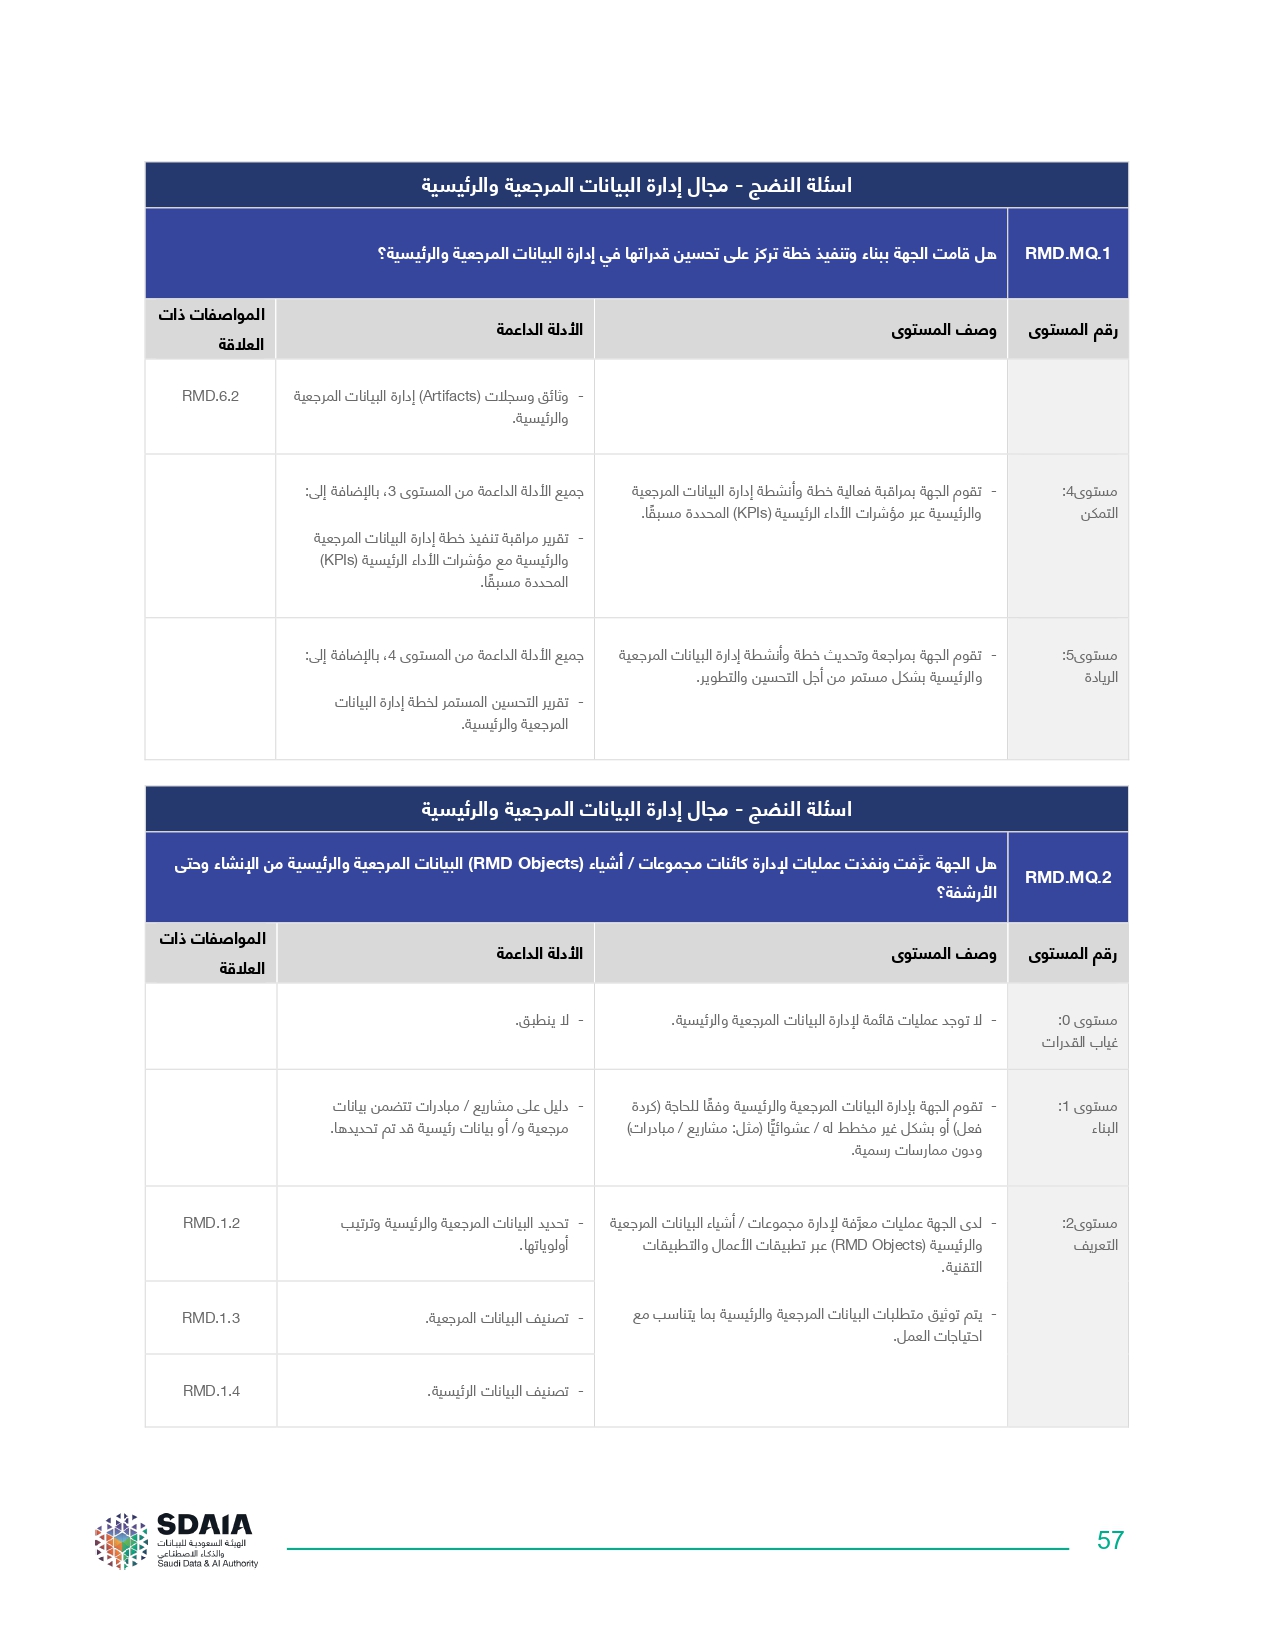 اسئلة النضج - مجال إدارة البيانات المرجعية والرئيسية
RMD.MQ.1
هل قامت الجهة ببناء وتنفيذ خطة تركز على تحسين قدراتها في إدارة البيانات المرجعية والرئيسية؟
رقم المستوى
وصف المستوى
الأدلة الداعمة
المواصفات ذات
العلاقة
- وثائق وسجلات (Artifacts) إدارة البيانات المرجعية
والرئيسية.
RMD.6.2
مستوى4:
التمكن
- تقوم الجهة بمراقبة فعالية خطة وأنشطة إدارة البيانات المرجعية
والرئيسية عبر مؤشرات الأداء الرئيسية (KPIs) المحددة مسبقًا.
جميع الأدلة الداعمة من المستوى 3، بالإضافة إلى:
- تقرير مراقبة تنفيذ خطة إدارة البيانات المرجعية
والرئيسية مع مؤشرات الأداء الرئيسية (KPIs)
المحددة مسبقًا.
مستوى5:
الريادة
- تقوم الجهة بمراجعة وتحديث خطة وأنشطة إدارة البيانات المرجعية
والرئيسية بشكل مستمر من أجل التحسين والتطوير.
جميع الأدلة الداعمة من المستوى 4، بالإضافة إلى:
- تقرير التحسين المستمر لخطة إدارة البيانات
المرجعية والرئيسية.
اسئلة النضج - مجال إدارة البيانات المرجعية والرئيسية
RMD.MQ.2
هل الجهة عرَّفت ونفذت عمليات لإدارة كائنات مجموعات / أشياء (RMD Objects) البيانات المرجعية والرئيسية من الإنشاء وحتى
الأرشفة؟
رقم المستوى
وصف المستوى
الأدلة الداعمة
المواصفات ذات
العلاقة
مستوى 0:
غياب القدرات
- لا توجد عمليات قائمة لإدارة البيانات المرجعية والرئيسية.
- لا ينطبق.
مستوى 1:
البناء
- تقوم الجهة بإدارة البيانات المرجعية والرئيسية وفقًا للحاجة (كردة
فعل) أو بشكل غير مخطط له / عشوائيًّا (مثل: مشاريع / مبادرات)
ودون ممارسات رسمية.
- دليل على مشاريع / مبادرات تتضمن بيانات
مرجعية و/ أو بيانات رئيسية قد تم تحديدها.
مستوى2:
التعريف
- لدى الجهة عمليات معرَّفة لإدارة مجموعات / أشياء البيانات المرجعية
والرئيسية (RMD Objects) عبر تطبيقات الأعمال والتطبيقات
التقنية.
- يتم توثيق متطلبات البيانات المرجعية والرئيسية بما يتناسب مع
احتياجات العمل.
- تحديد البيانات المرجعية والرئيسية وترتيب
أولوياتها.
RMD.1.2
- تصنيف البيانات المرجعية.
RMD.1.3
- تصنيف البيانات الرئيسية.
RMD.1.4
SDAIA
الهيئة السعودية للبيانات
والذكاء الاصطناعي
Saudi Data & AI Authority
57